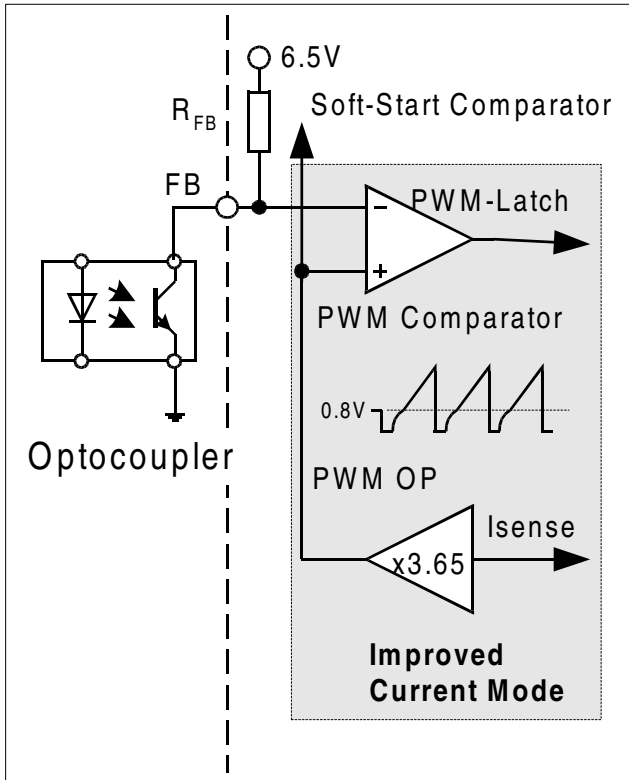 6.5V
RFB
Soft-Start Comparator
FB
PWM-Latch
−
+
PWM Comparator
0.8V
Optocoupler
PWM OP
Isense
x3.65
Improved
Current Mode